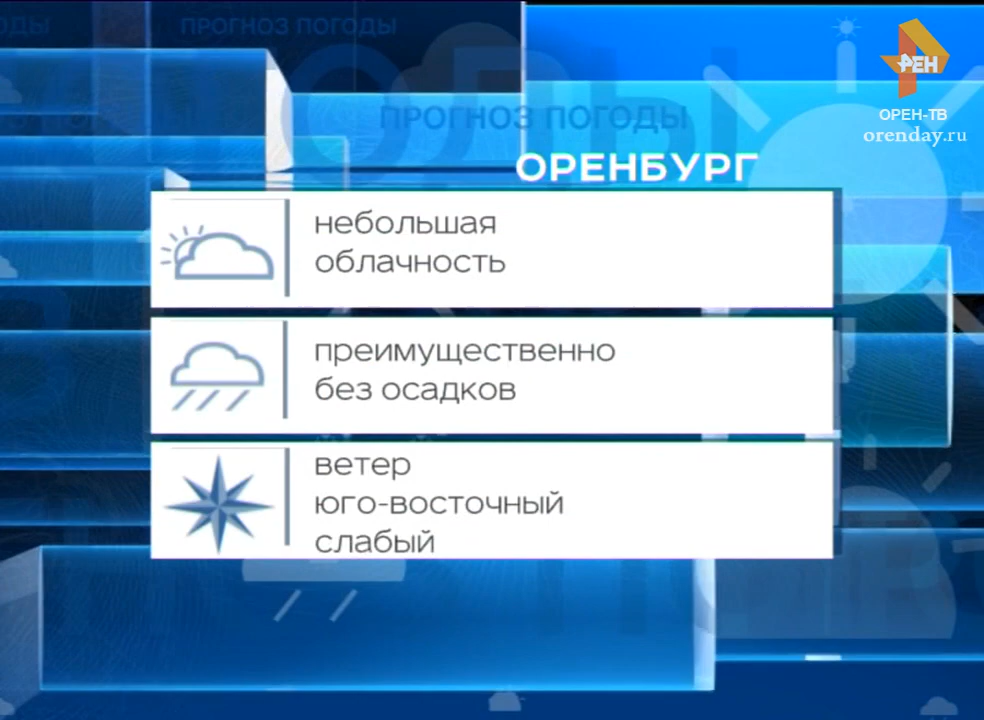 ПРОГНОЗ ПОГОДЫ
РЕН
ОРЕН-ТВ
orenday.ru
ПРОГНОЗ ПОГОДЫ
ОРЕНБУРГ
небольшая
облачность
преимущественно
без осадков
ветер
юго-восточный
слабый